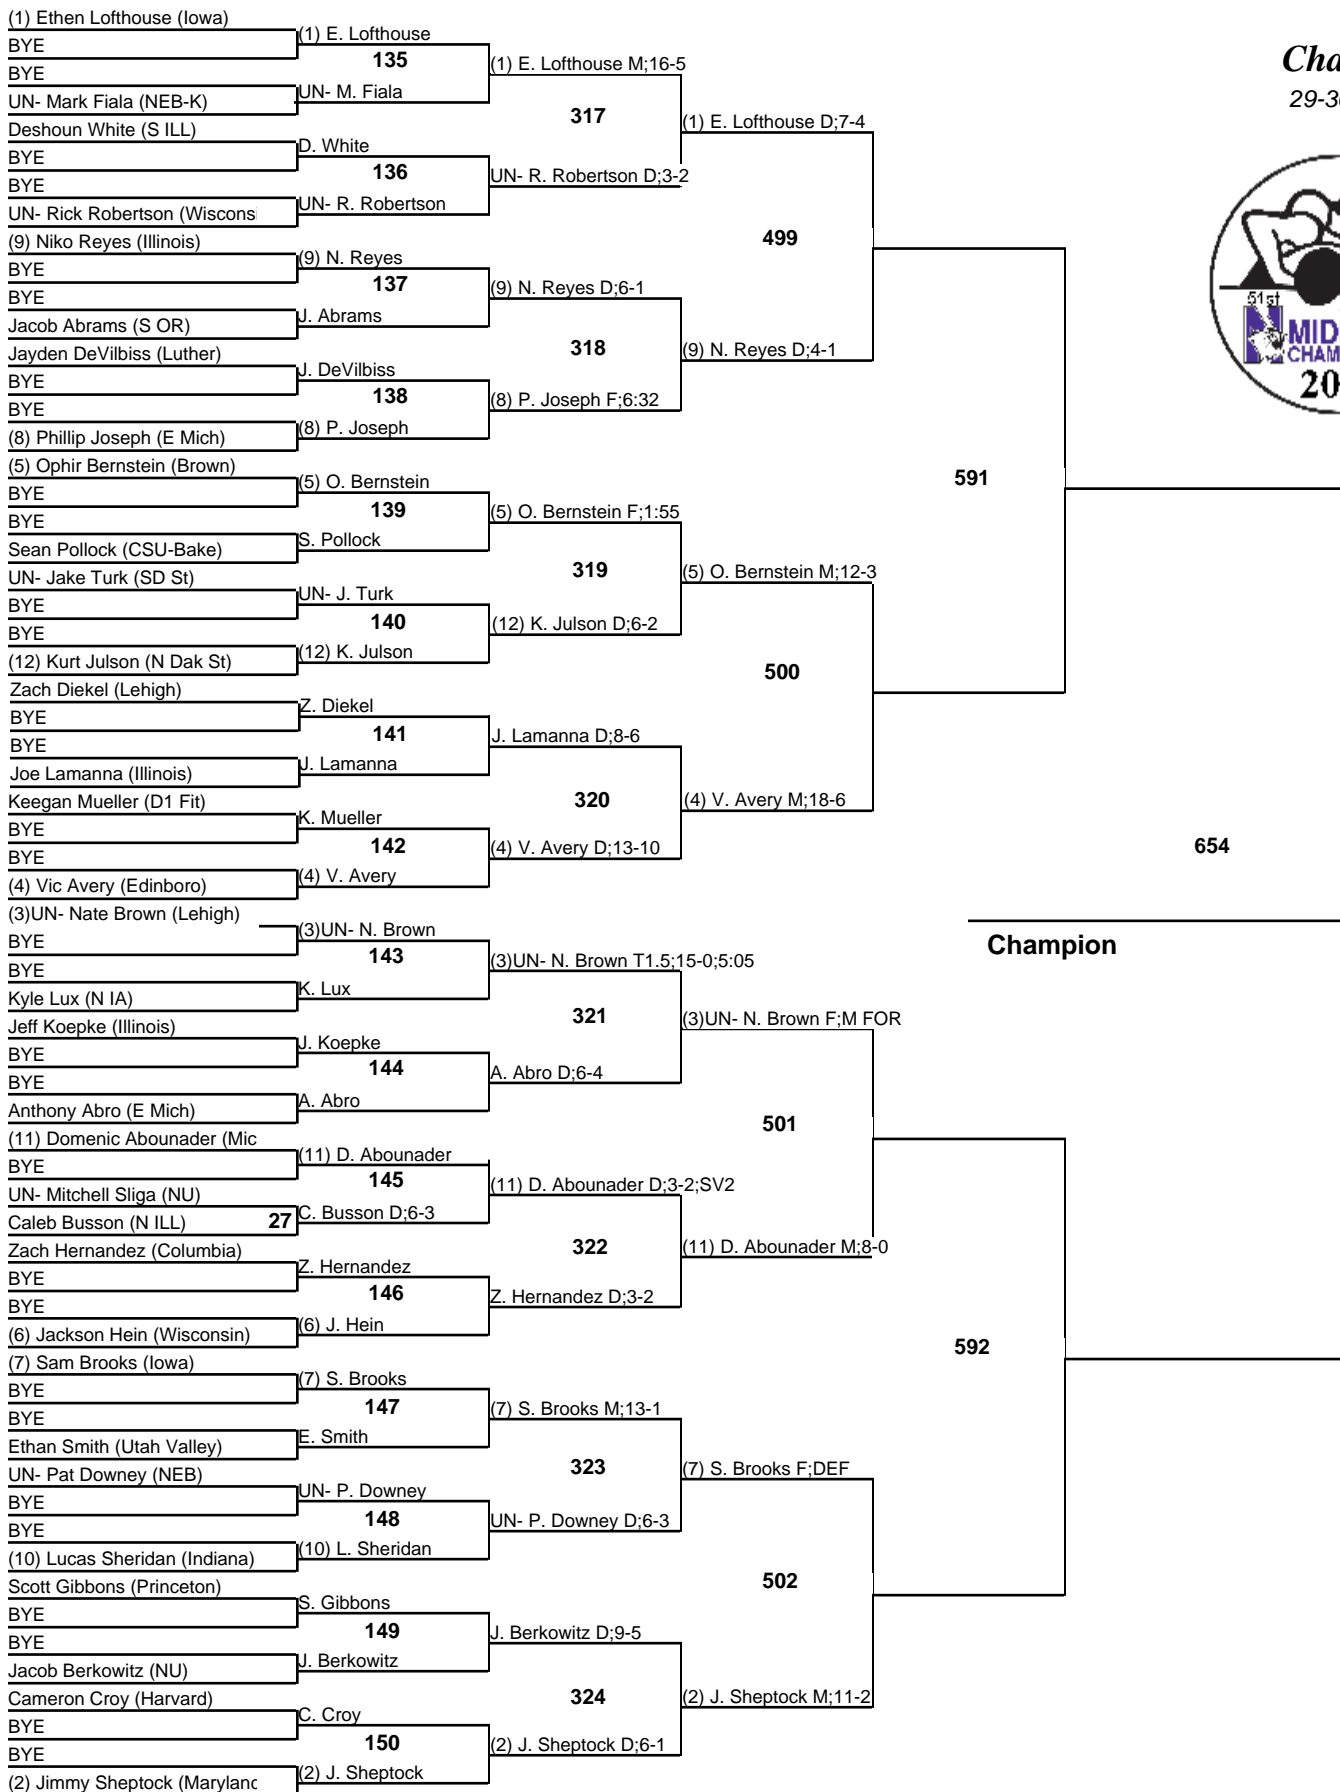 (1) Ethen Lofthouse (Iowa)
BYE
BYE
UN- Mark Fiala (NEB-K)
Deshoun White (S ILL)
BYE
BYE
UN- Rick Robertson (Wisconsi
(9) Niko Reyes (Illinois)
BYE
BYE
Jacob Abrams (S OR)
Jayden DeVilbiss (Luther)
BYE
BYE
(8) Phillip Joseph (E Mich)
(5) Ophir Bernstein (Brown)
BYE
BYE
Sean Pollock (CSU-Bake)
UN- Jake Turk (SD St)
BYE
BYE
(12) Kurt Julson (N Dak St)
Zach Diekel (Lehigh)
BYE
BYE
Joe Lamanna (Illinois)
Keegan Mueller (D1 Fit)
BYE
BYE
(4) Vic Avery (Edinboro)
(3)UN- Nate Brown (Lehigh)
BYE
BYE
Kyle Lux (N IA)
Jeff Koepke (Illinois)
BYE
BYE
Anthony Abro (E Mich)
(11) Domenic Abounader (Mic
BYE
UN- Mitchell Sliga (NU)
Caleb Busson (N ILL) 27
Zach Hernandez (Columbia)
BYE
BYE
(6) Jackson Hein (Wisconsin)
(7) Sam Brooks (Iowa)
BYE
BYE
Ethan Smith (Utah Valley)
UN- Pat Downey (NEB)
BYE
BYE
(10) Lucas Sheridan (Indiana)
Scott Gibbons (Princeton)
BYE
BYE
Jacob Berkowitz (NU)
Cameron Croy (Harvard)
BYE
BYE
(2) Jimmy Sheptock (Maryland
(1) E. Lofthouse
135
UN- M. Fiala
D. White
136
UN- R. Robertson
(9) N. Reyes
137
J. Abrams
J. DeVilbiss
138
(8) P. Joseph
(5) O. Bernstein
139
S. Pollock
UN- J. Turk
140
(12) K. Julson
Z. Diekel
141
J. Lamanna
K. Mueller
142
(4) V. Avery
(3)UN- N. Brown
143
K. Lux
J. Koepke
144
A. Abro
(11) D. Abounader
145
C. Busson D;6-3
Z. Hernandez
146
(6) J. Hein
(7) S. Brooks
147
E. Smith
UN- P. Downey
148
(10) L. Sheridan
S. Gibbons
149
J. Berkowitz
C. Croy
150
(2) J. Sheptock
(1) E. Lofthouse M;16-5
317
UN- R. Robertson D;3-2
(9) N. Reyes D;6-1
318
(8) P. Joseph F;6:32
(5) O. Bernstein F;1:55
319
(12) K. Julson D;6-2
J. Lamanna D;8-6
320
(4) V. Avery D;13-10
(3)UN- N. Brown T1.5;15-0;5:05
321
A. Abro D;6-4
(11) D. Abounader D;3-2;SV2
322
Z. Hernandez D;3-2
(7) S. Brooks M;13-1
323
UN- P. Downey D;6-3
J. Berkowitz D;9-5
324
(2) J. Sheptock D;6-1
(1) E. Lofthouse D;7-4
499
(9) N. Reyes D;4-1
(5) O. Bernstein M;12-3
500
(4) V. Avery M;18-6
(3)UN- N. Brown F;M FOR
501
(11) D. Abounader M;8-0
(7) S. Brooks F;DEF
502
(2) J. Sheptock M;11-2
591
592
654
Champion
Cha
29-3
51st
N
MID
CHAM
20